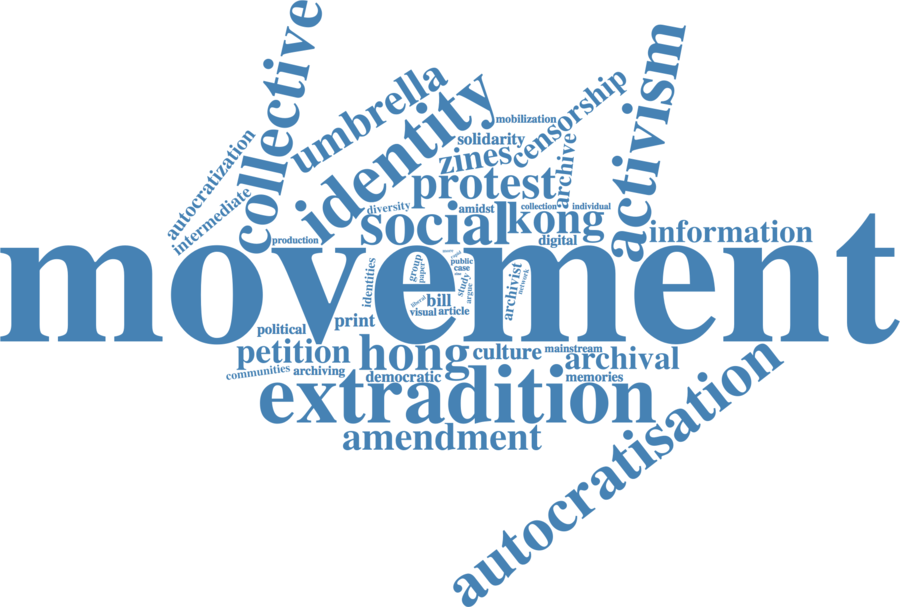 collective
umbrella
identity
activism
censorship
mobilization
solidarity
zines
autocratization
intermediate
archive
protest
diversity
amidst
collection
individual
social
kong
digital
information
production
movement
identities
group
paper
public
case
study
argue
archivist
network
liberal
bill
visual
article
political
print
petition
hong
culture
mainstream
archival
communities
archiving
democratic
memories
extradition
amendment
autocratisation